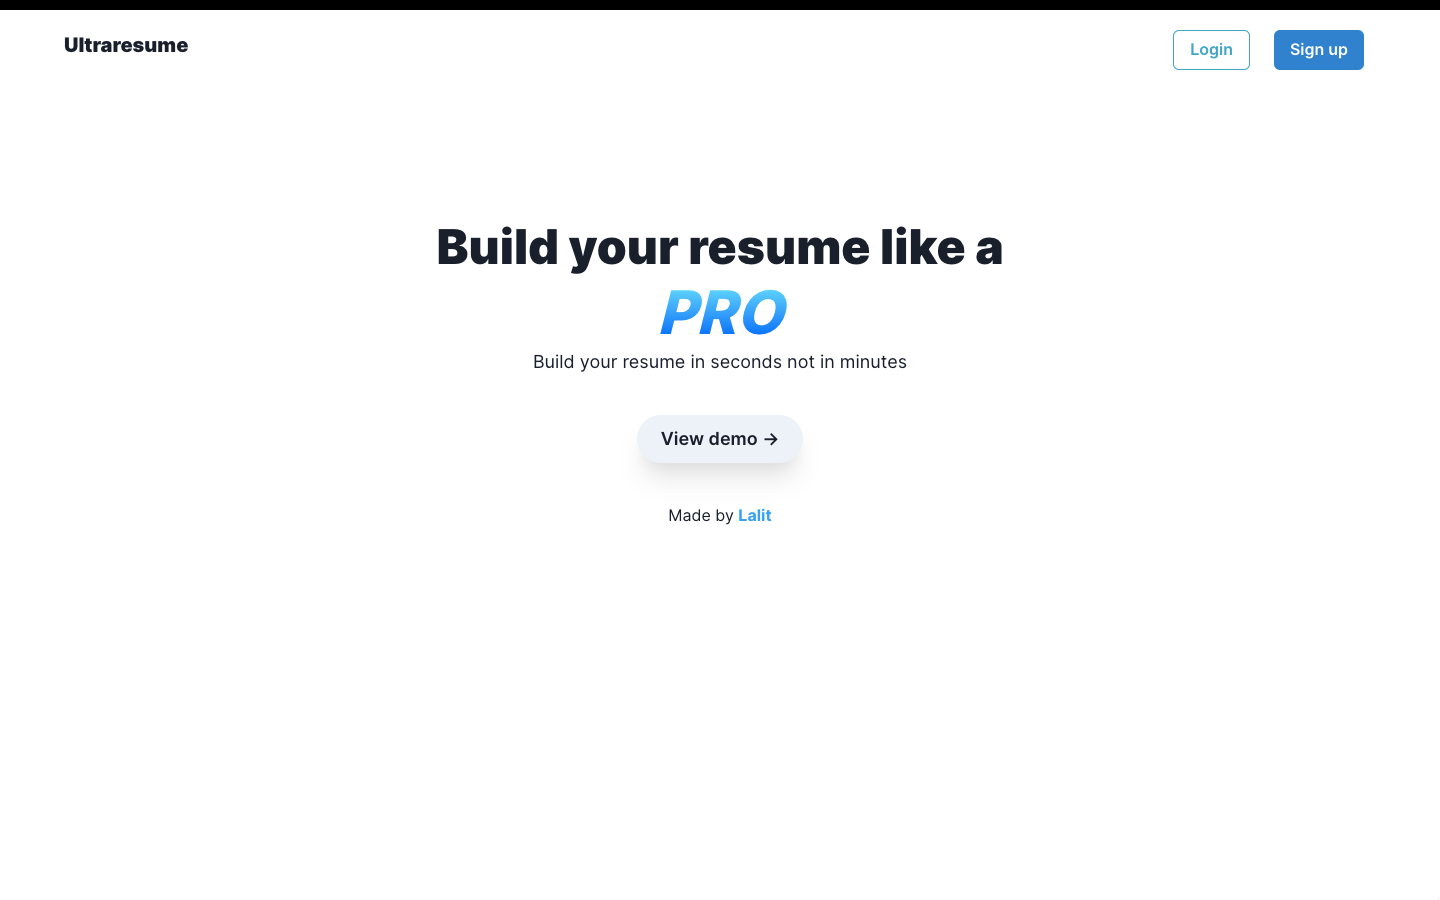 Ultraresume
Login
Sign up
Build your resume like a
PRO
Build your resume in seconds not in minutes
View demo →
Made by Lalit